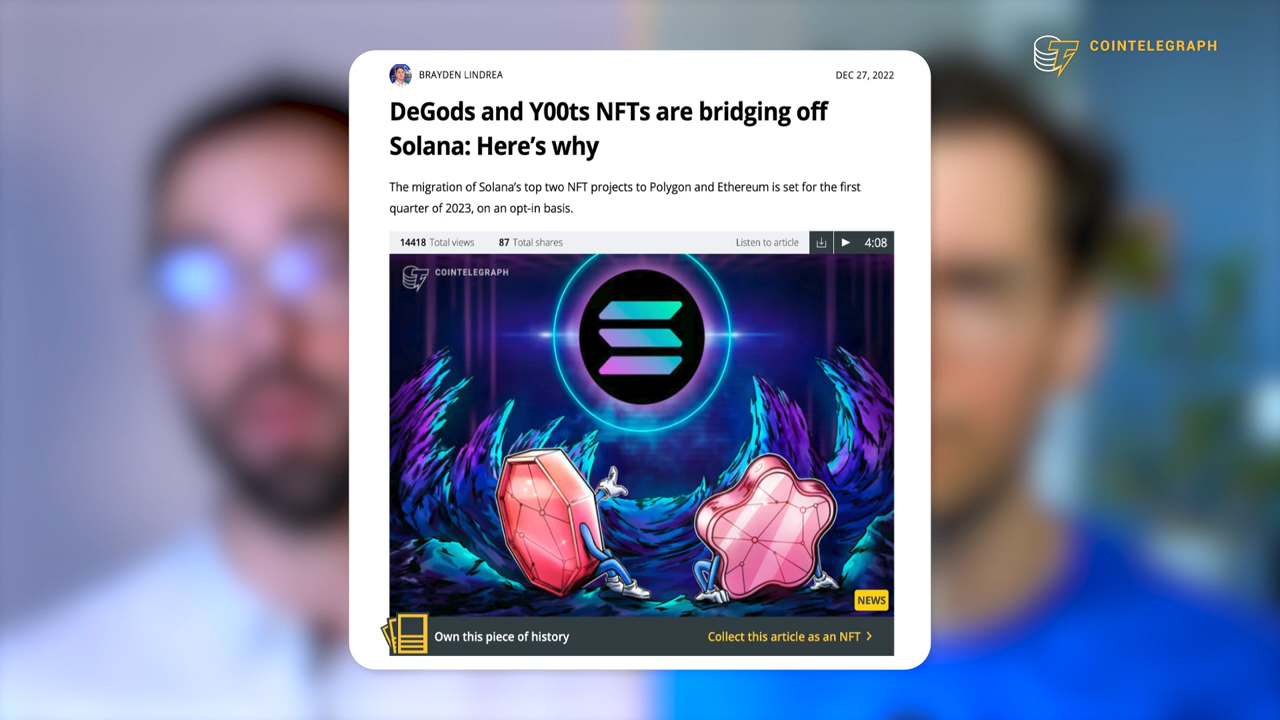 COINTELEGRAPH
BRAYDEN LINDREA
DEC 27, 2022
DeGods and Y00ts NFTs are bridging off
Solana: Here’s why
The migration of Solana’s top two NFT projects to Polygon and Ethereum is set for the first
quarter of 2023, on an opt-in basis.
14418 Total views
87 Total shares
Listen to article
4:08
COINTELEGRAPH
NEWS
Own this piece of history
Collect this article as an NFT